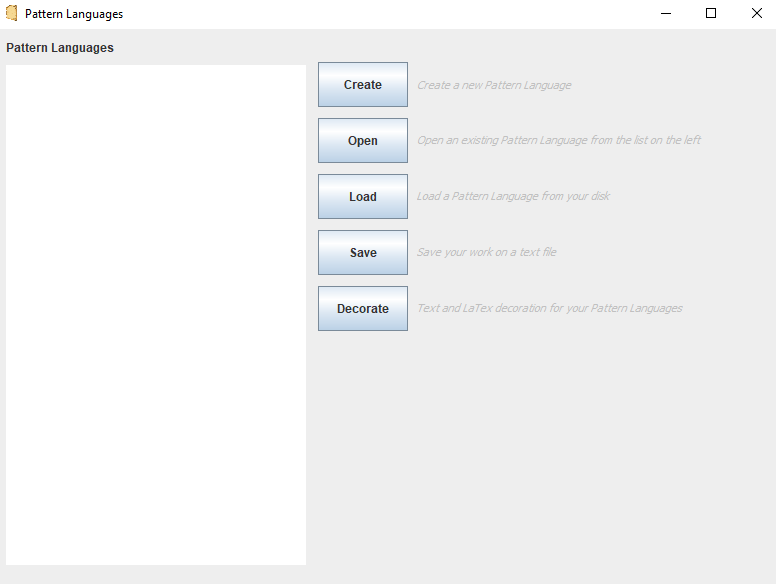 Pattern Languages
Pattern Languages
Create
Create a new Pattern Language
Open
Open an existing Pattern Language from the list on the left
Load
Load a Pattern Language from your disk
Save
Save your work on a text file
Decorate
Text and LaTex decoration for your Pattern Languages